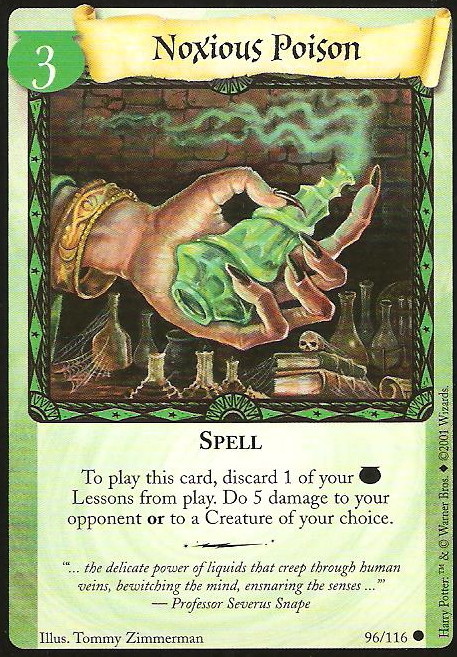 3
Noxious Poison
SPELL
To play this card, discard 1 of your
Lessons from play. Do 5 damage to your
opponent or to a Creature of your choice.
“‘... the delicate power of liquids that creep through human
veins, bewitching the mind, ensnaring the senses ...’”
— Professor Severus Snape
Illus. Tommy Zimmerman
96/116 ●
Harry Potter, ™ & © Warner Bros. ◆ ©2001 Wizards.